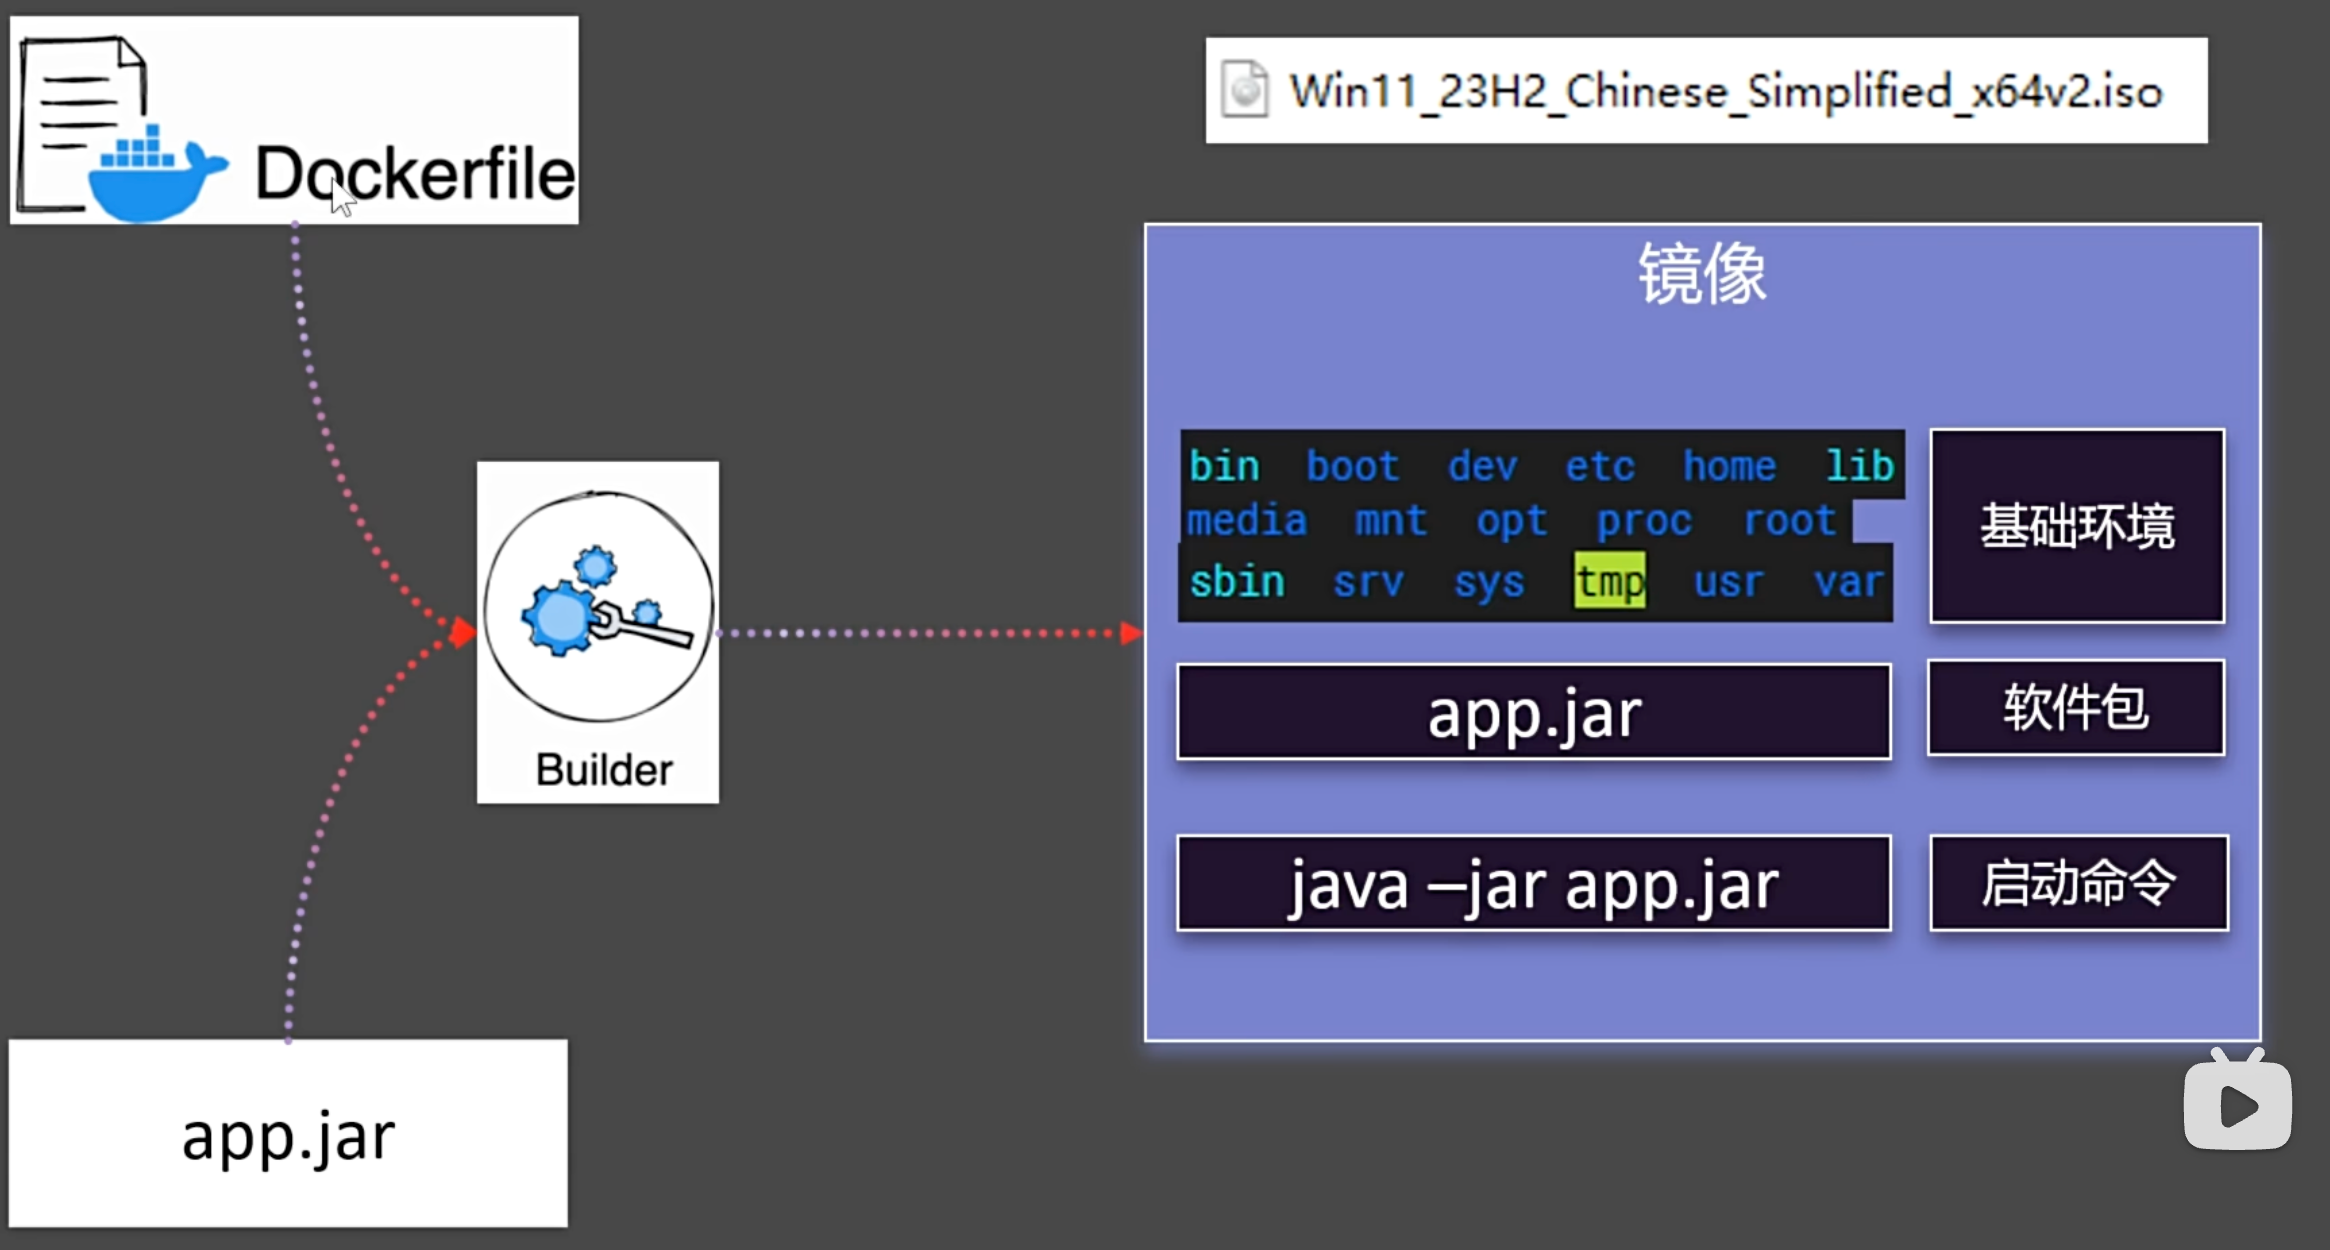 Dockerfile
Win11_23H2_Chinese_Simplified_x64v2.iso
镜像
bin boot dev etc home lib
media mnt opt proc root
sbin srv sys tmp usr var
基础环境
app.jar
软件包
java –jar app.jar
启动命令
Builder
app.jar